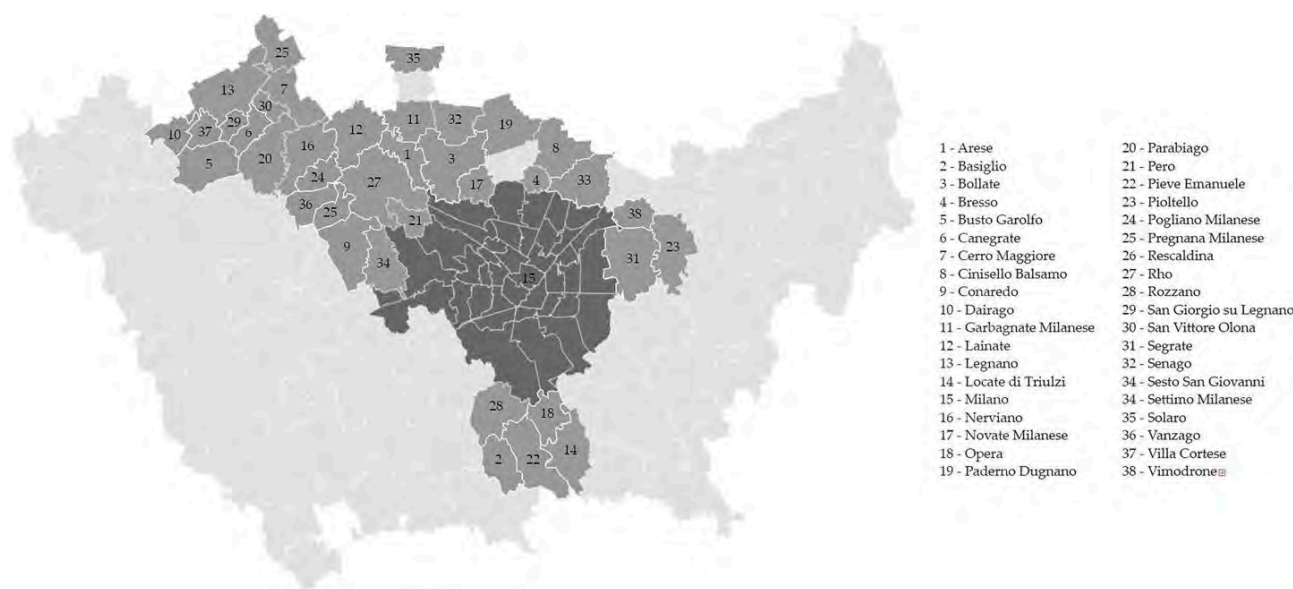 25
35
13
7
30
11
32
19
10
37
29
6
16
12
8
1
3
5
20
24
27
17
4
33
36
25
21
38
9
34
31
23
15
28
18
2
22
14
1 - Arese
2 - Basiglio
3 - Bollate
4 - Bresso
5 - Busto Garolfo
6 - Canegrate
7 - Cerro Maggiore
8 - Cinisello Balsamo
9 - Conaredo
10 - Dairago
11 - Garbagnate Milanese
12 - Lainate
13 - Legnano
14 - Locate di Triulzi
15 - Milano
16 - Nerviano
17 - Novate Milanese
18 - Opera
19 - Paderno Dugnano
20 - Parabiago
21 - Pero
22 - Pieve Emanuele
23 - Pioltello
24 - Pogliano Milanese
25 - Pregnana Milanese
26 - Rescaldina
27 - Rho
28 - Rozzano
29 - San Giorgio su Legnano
30 - San Vittore Olona
31 - Segrate
32 - Senago
34 - Sesto San Giovanni
34 - Settimo Milanese
35 - Solaro
36 - Vanzago
37 - Villa Cortese
38 - Vimodrone